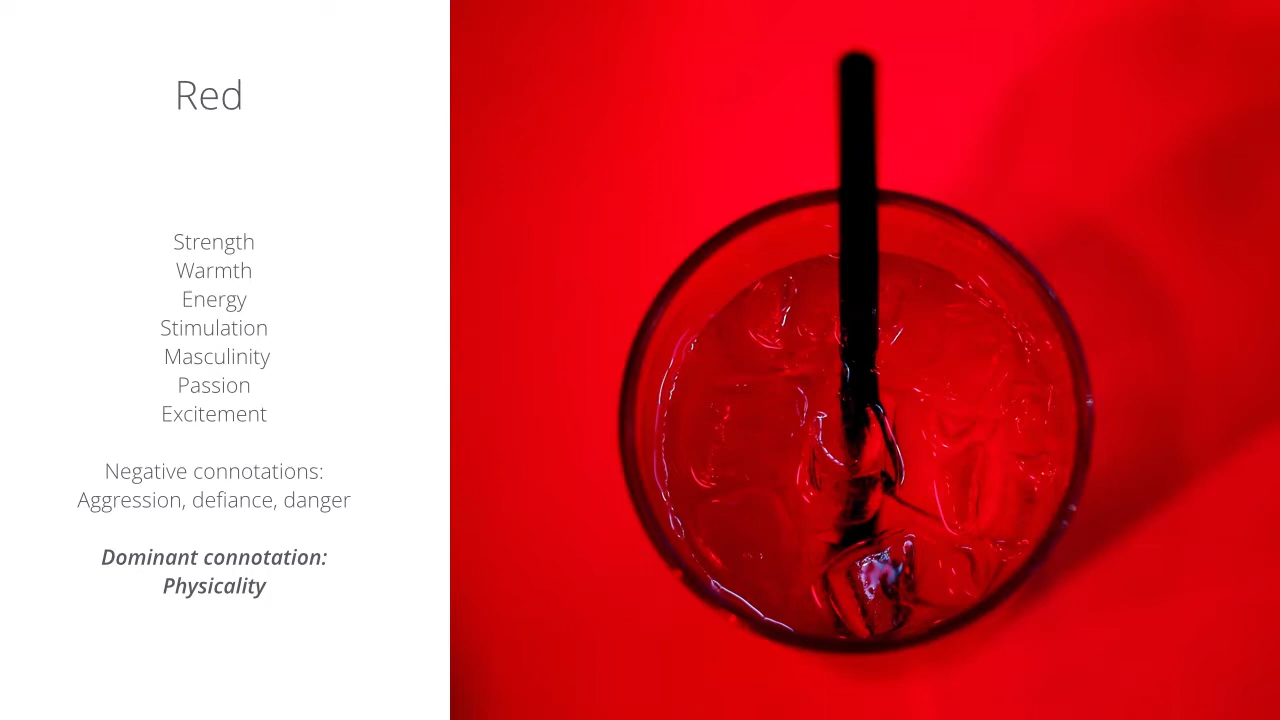 Red
Strength
Warmth
Energy
Stimulation
Masculinity
Passion
Excitement
Negative connotations:
Aggression, defiance, danger
Dominant connotation:
Physicality